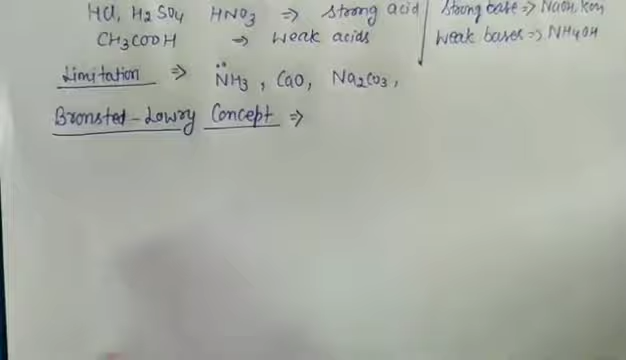 HCl, H2SO4 HNO3 ⇒ strong acid
CH3COOH ⇒ weak acids
Strong base ⇒ NaOH, KOH
weak bases ⇒ NH4OH
Limitation ⇒ N̈H3, CaO, Na2CO3,
Bronsted-Lowry Concept ⇒